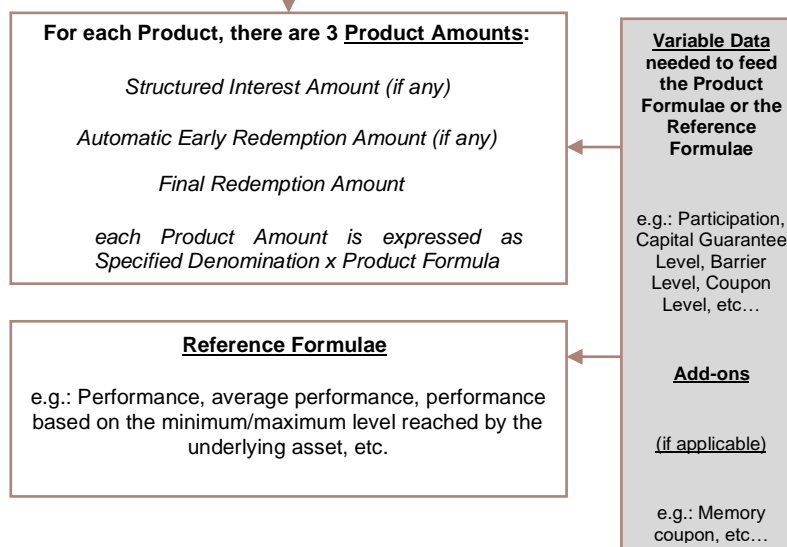 For each Product, there are 3 Product Amounts:
Structured Interest Amount (if any)
Automatic Early Redemption Amount (if any)
Final Redemption Amount
each Product Amount is expressed as
Specified Denomination x Product Formula
Reference Formulae
e.g.: Performance, average performance, performance
based on the minimum/maximum level reached by the
underlying asset, etc.
Variable Data
needed to feed
the Product
Formulae or the
Reference
Formulae
e.g.: Participation,
Capital Guarantee
Level, Barrier
Level, Coupon
Level, etc…
Add-ons
(if applicable)
e.g.: Memory
coupon, etc…